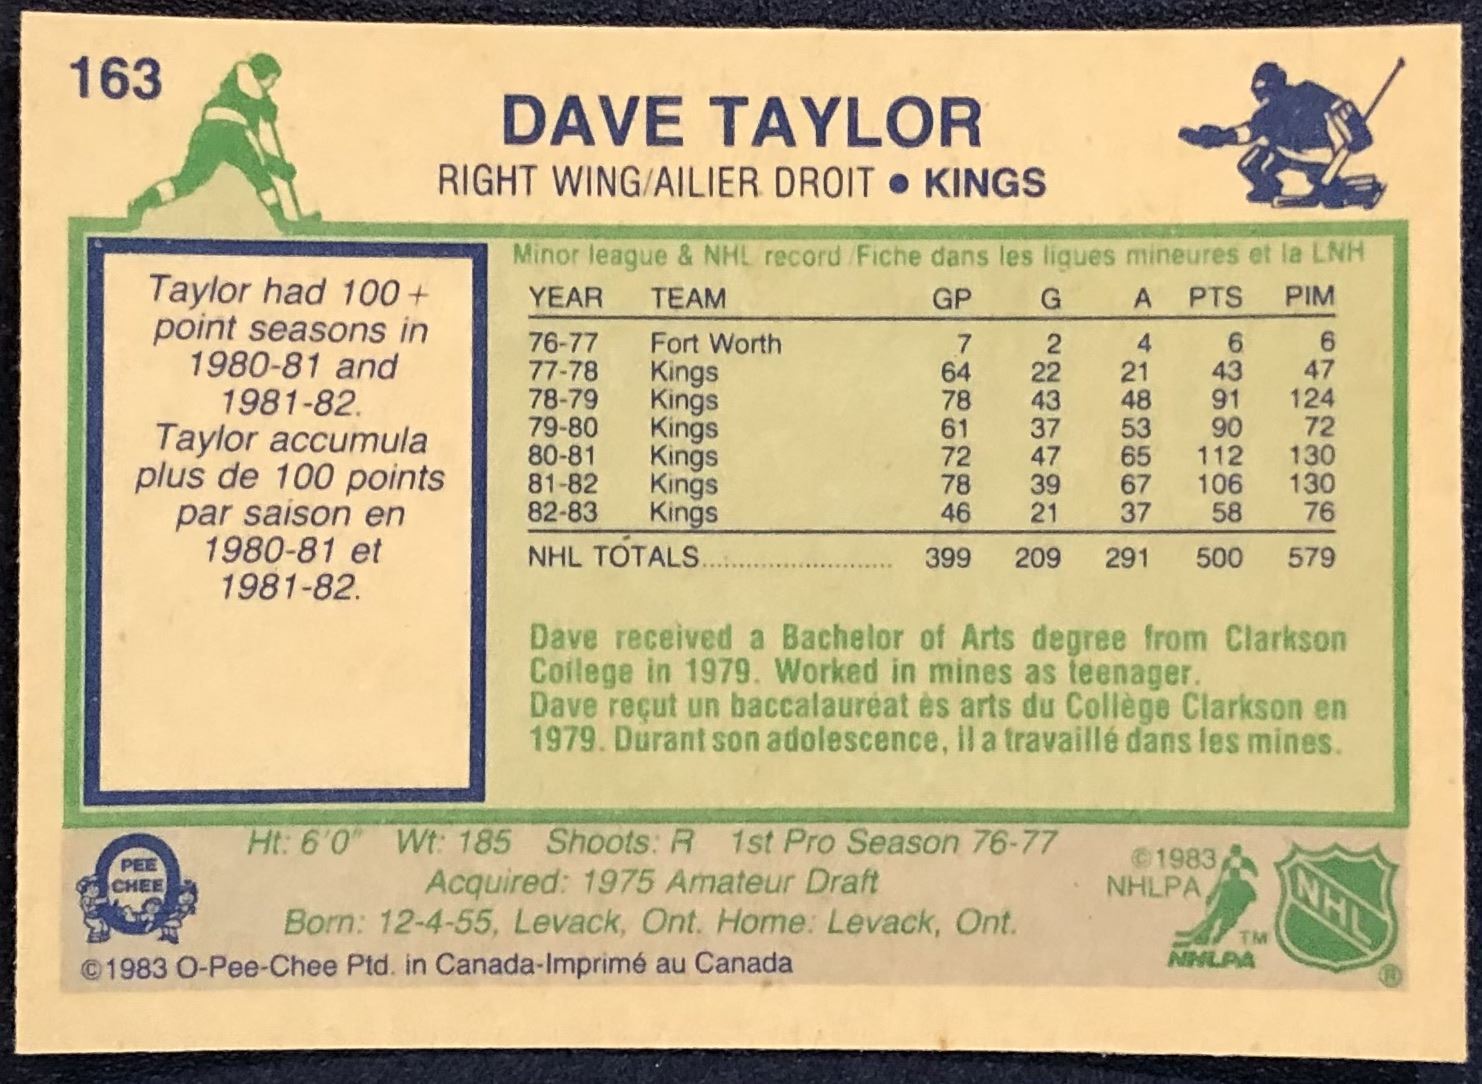 163
DAVE TAYLOR
RIGHT WING/AILIER DROIT • KINGS
Taylor had 100+
point seasons in
1980-81 and
1981-82.
Taylor accumula
plus de 100 points
par saison en
1980-81 et
1981-82.
Minor league & NHL record/Fiche dans les ligues mineures et la LNH
YEAR TEAM GP G A PTS PIM
76-77 Fort Worth 7 2 4 6 6
77-78 Kings 64 22 21 43 47
78-79 Kings 78 43 48 91 124
79-80 Kings 61 37 53 90 72
80-81 Kings 72 47 65 112 130
81-82 Kings 78 39 67 106 130
82-83 Kings 46 21 37 58 76
NHL TOTALS.......................... 399 209 291 500 579
Dave received a Bachelor of Arts degree from Clarkson
College in 1979. Worked in mines as teenager.
Dave reçut un baccalauréat ès arts du Collège Clarkson en
1979. Durant son adolescence, il a travaillé dans les mines.
PEE
CHEE
Ht: 6'0" Wt: 185 Shoots: R 1st Pro Season 76-77
Acquired: 1975 Amateur Draft
Born: 12-4-55, Levack, Ont. Home: Levack, Ont.
©1983 O-Pee-Chee Ptd. in Canada-Imprimé au Canada
©1983
NHLPA
TM
NHLPA
NHL
®